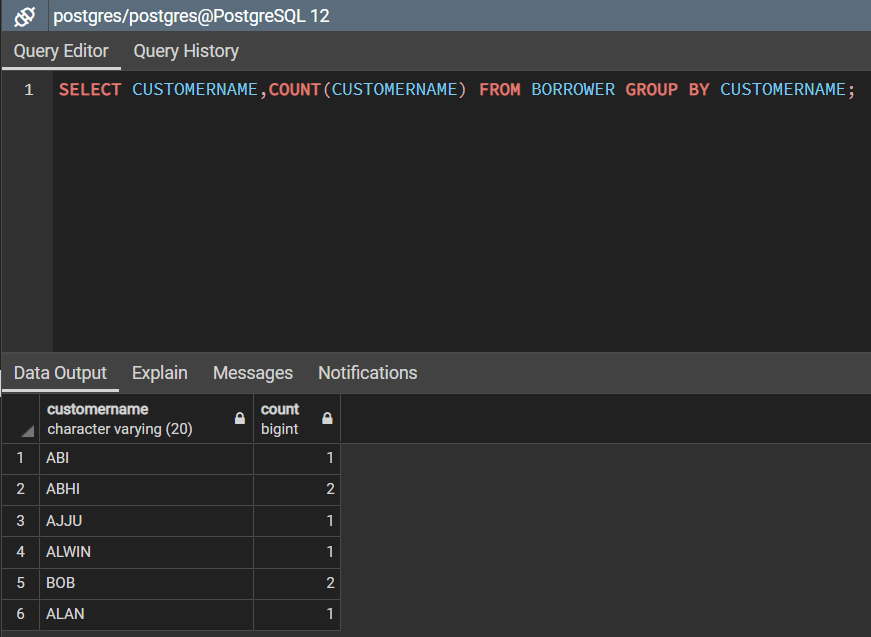 postgres/postgres@PostgreSQL 12
Query Editor Query History
1 SELECT CUSTOMERNAME,COUNT(CUSTOMERNAME) FROM BORROWER GROUP BY CUSTOMERNAME;
Data Output Explain Messages Notifications
customername count
character varying (20) bigint
1 ABI 1
2 ABHI 2
3 AJJU 1
4 ALWIN 1
5 BOB 2
6 ALAN 1